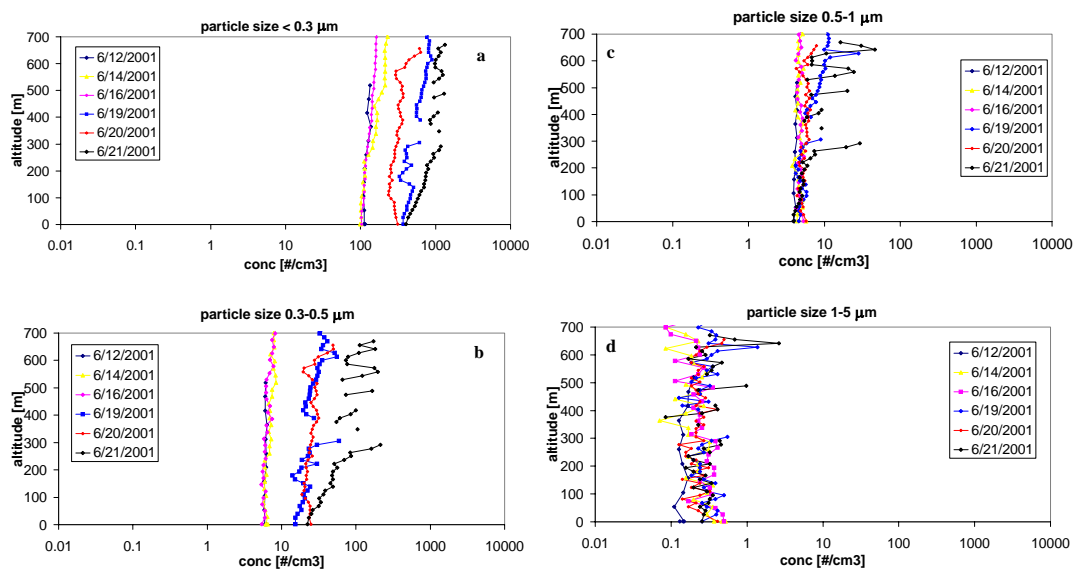 particle size < 0.3 µm
a
700
600
500
400
300
200
100
0
altitude [m]
6/12/2001
6/14/2001
6/16/2001
6/19/2001
6/20/2001
6/21/2001
0.01 0.1 1 10 100 1000 10000
conc [#/cm3]
particle size 0.5-1 µm
c
700
600
500
400
300
200
100
0
altitude [m]
6/12/2001
6/14/2001
6/16/2001
6/19/2001
6/20/2001
6/21/2001
0.01 0.1 1 10 100 1000 10000
conc [#/cm3]
particle size 0.3-0.5 µm
b
700
600
500
400
300
200
100
0
altitude [m]
6/12/2001
6/14/2001
6/16/2001
6/19/2001
6/20/2001
6/21/2001
0.01 0.1 1 10 100 1000 10000
conc [#/cm3]
particle size 1-5 µm
d
700
600
500
400
300
200
100
0
altitude [m]
6/12/2001
6/14/2001
6/16/2001
6/19/2001
6/20/2001
6/21/2001
0.01 0.1 1 10 100 1000 10000
conc [#/cm3]